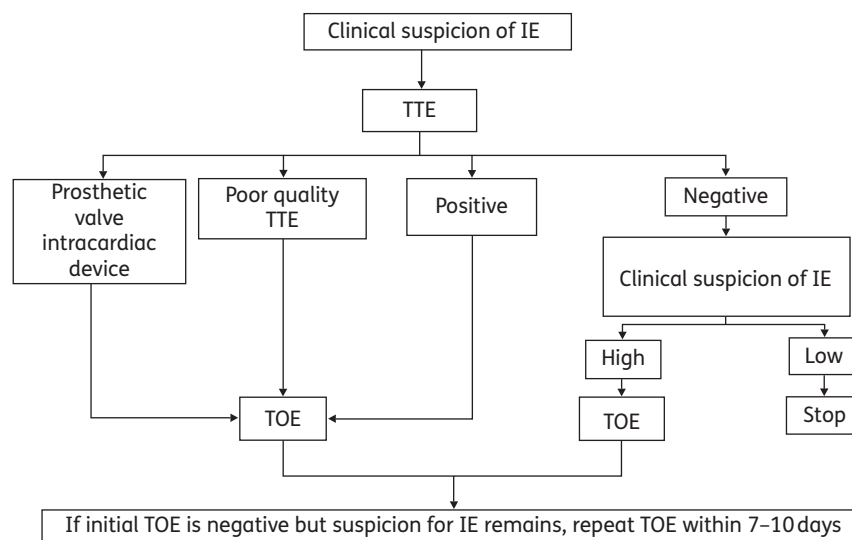 Clinical suspicion of IE
TTE
Prosthetic
valve
intracardiac
device
Poor quality
TTE
Positive
Negative
Clinical suspicion of IE
High
Low
TOE
TOE
Stop
If initial TOE is negative but suspicion for IE remains, repeat TOE within 7–10 days